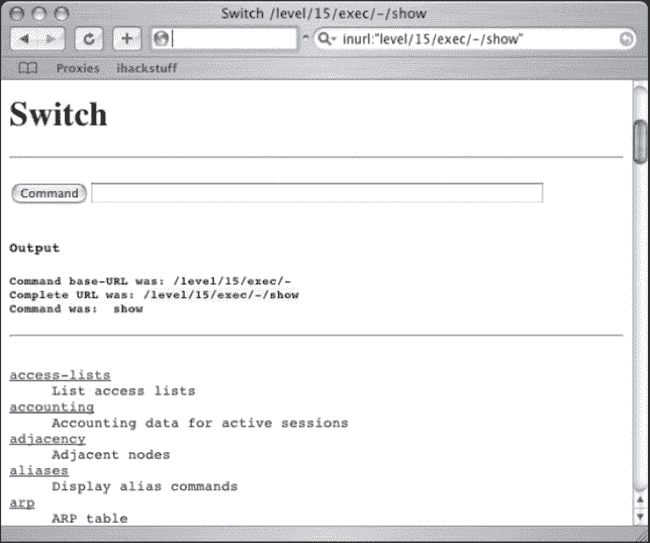 Switch /level/15/exec/-/show
inurl:"level/15/exec/-/show"
Proxies ihackstuff
Switch
Command
Output
Command base-URL was: /level/15/exec/-
Complete URL was: /level/15/exec/-/show
Command was: show
access-lists
List access lists
accounting
Accounting data for active sessions
adjacency
Adjacent nodes
aliases
Display alias commands
arp
ARP table